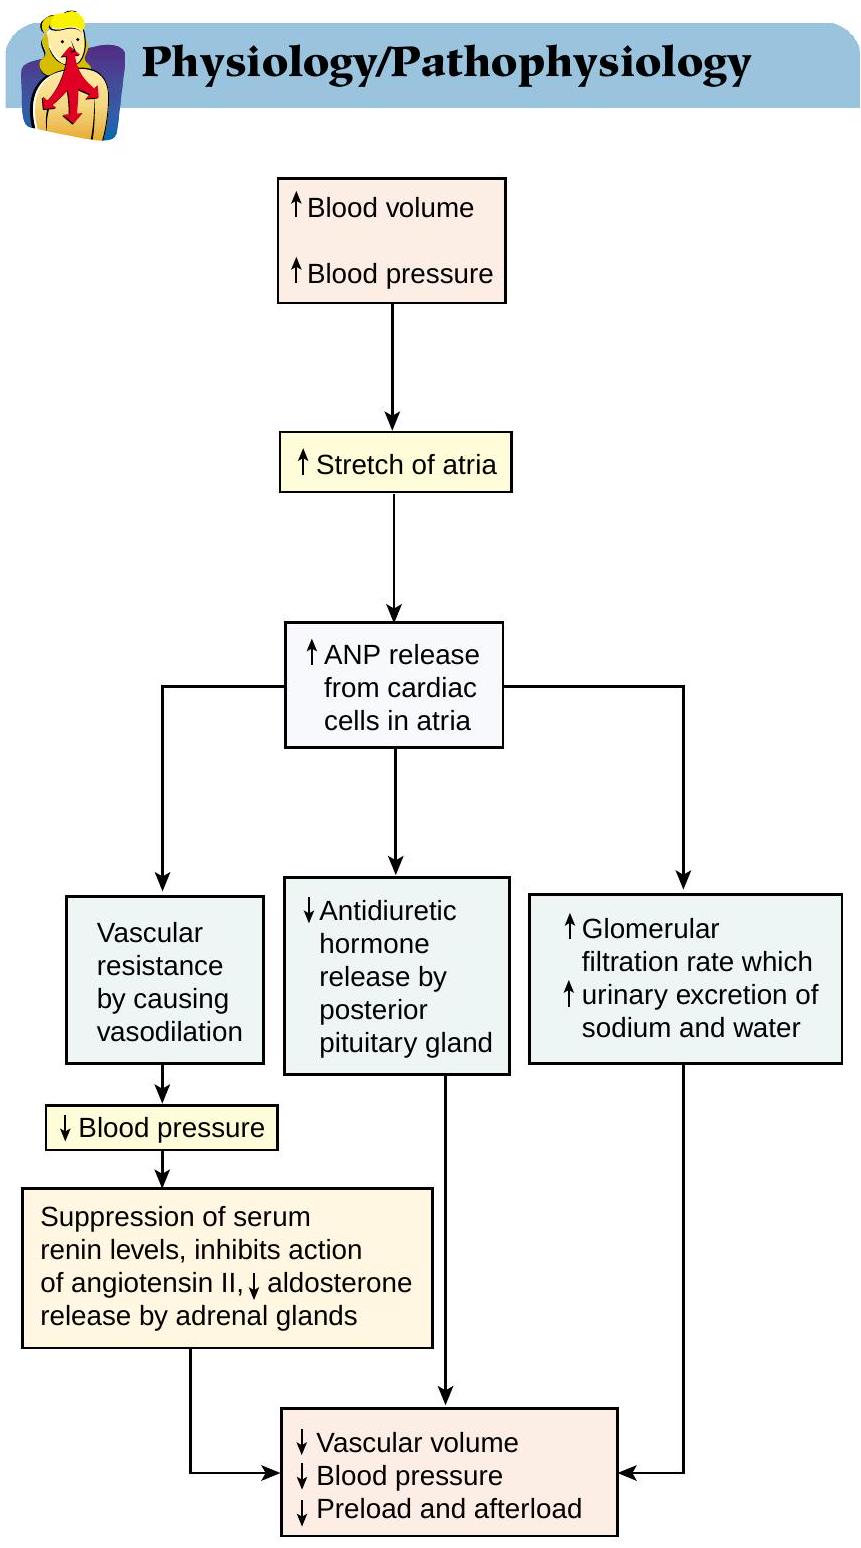 Physiology/Pathophysiology
↑ Blood volume
↑ Blood pressure
↑ Stretch of atria
↑ ANP release
from cardiac
cells in atria
Vascular
resistance
by causing
vasodilation
↓ Antidiuretic
hormone
release by
posterior
pituitary gland
↑ Glomerular
filtration rate which
↑ urinary excretion of
sodium and water
↓ Blood pressure
Suppression of serum
renin levels, inhibits action
of angiotensin II, ↓ aldosterone
release by adrenal glands
↓ Vascular volume
↓ Blood pressure
↓ Preload and afterload